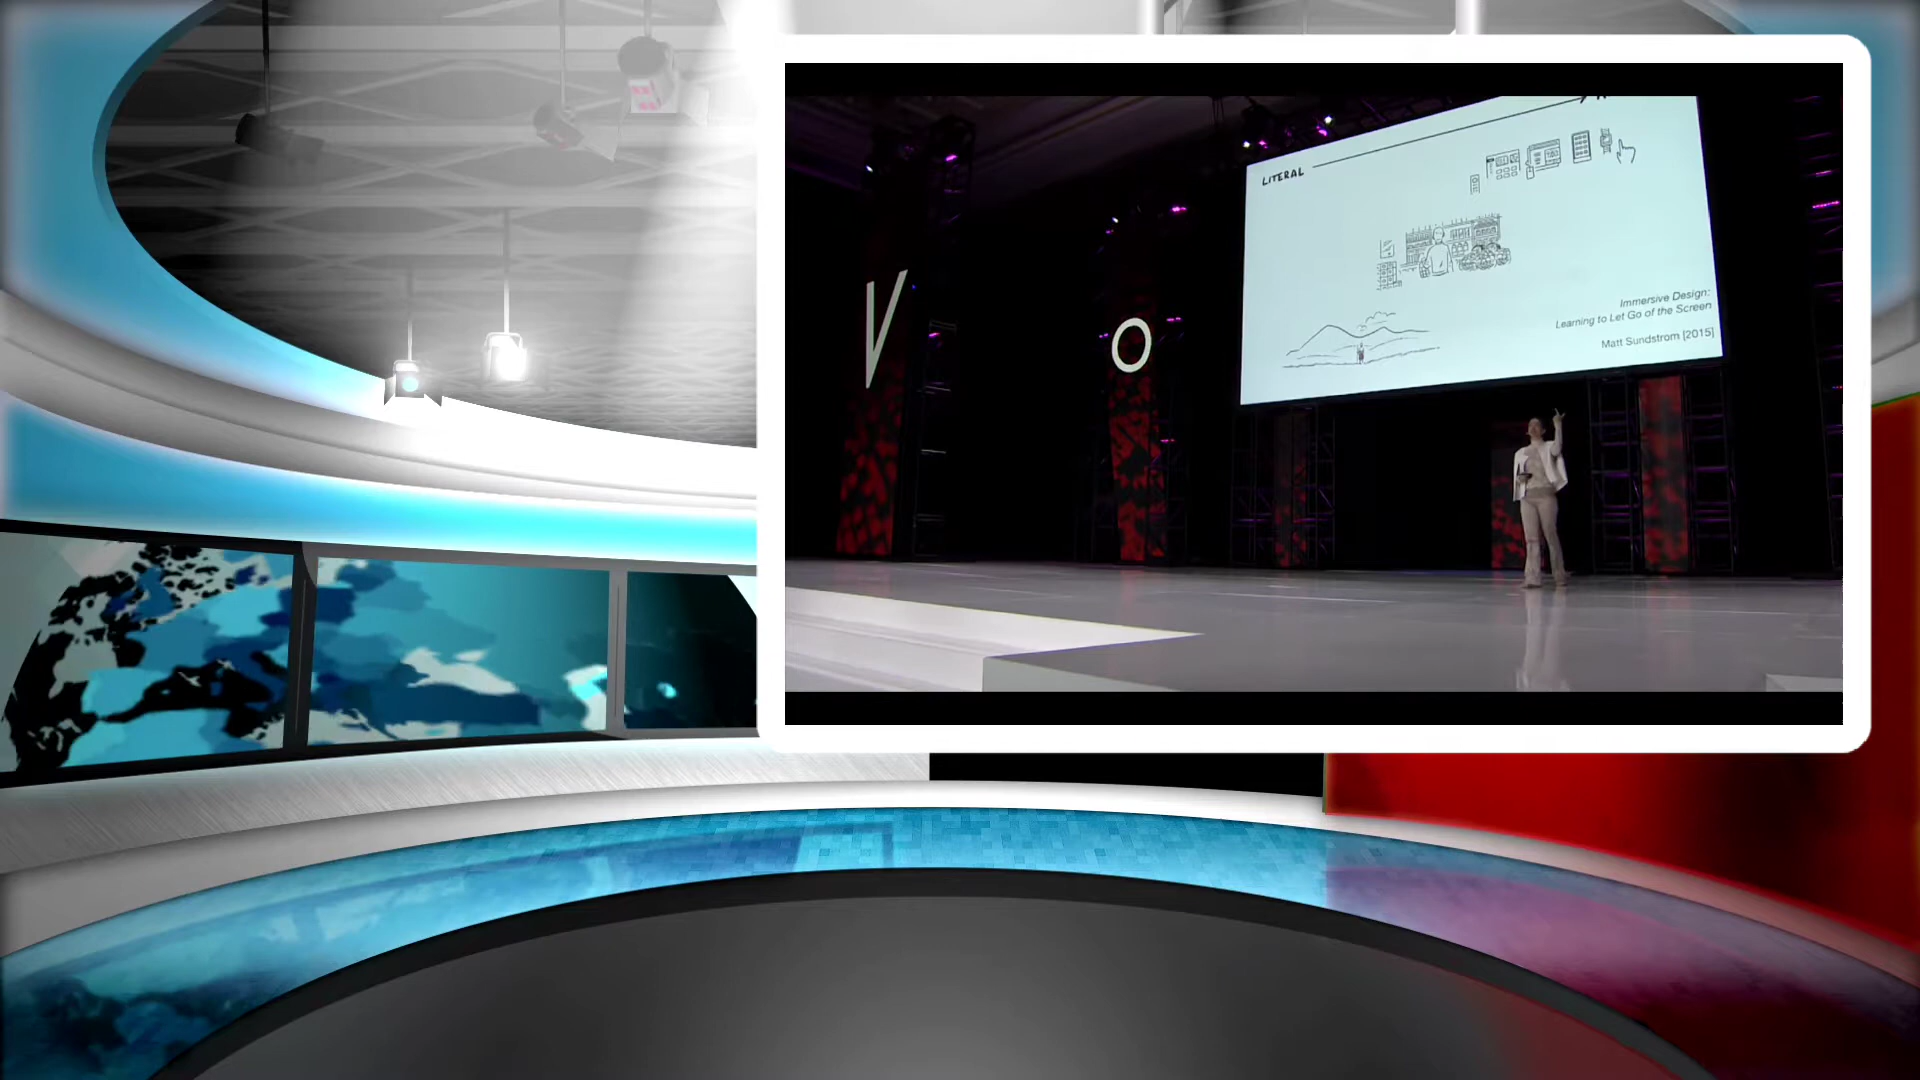 V
O
LITERAL
Immersive Design:
Learning to Let Go of the Screen
Matt Sundstrom [2015]